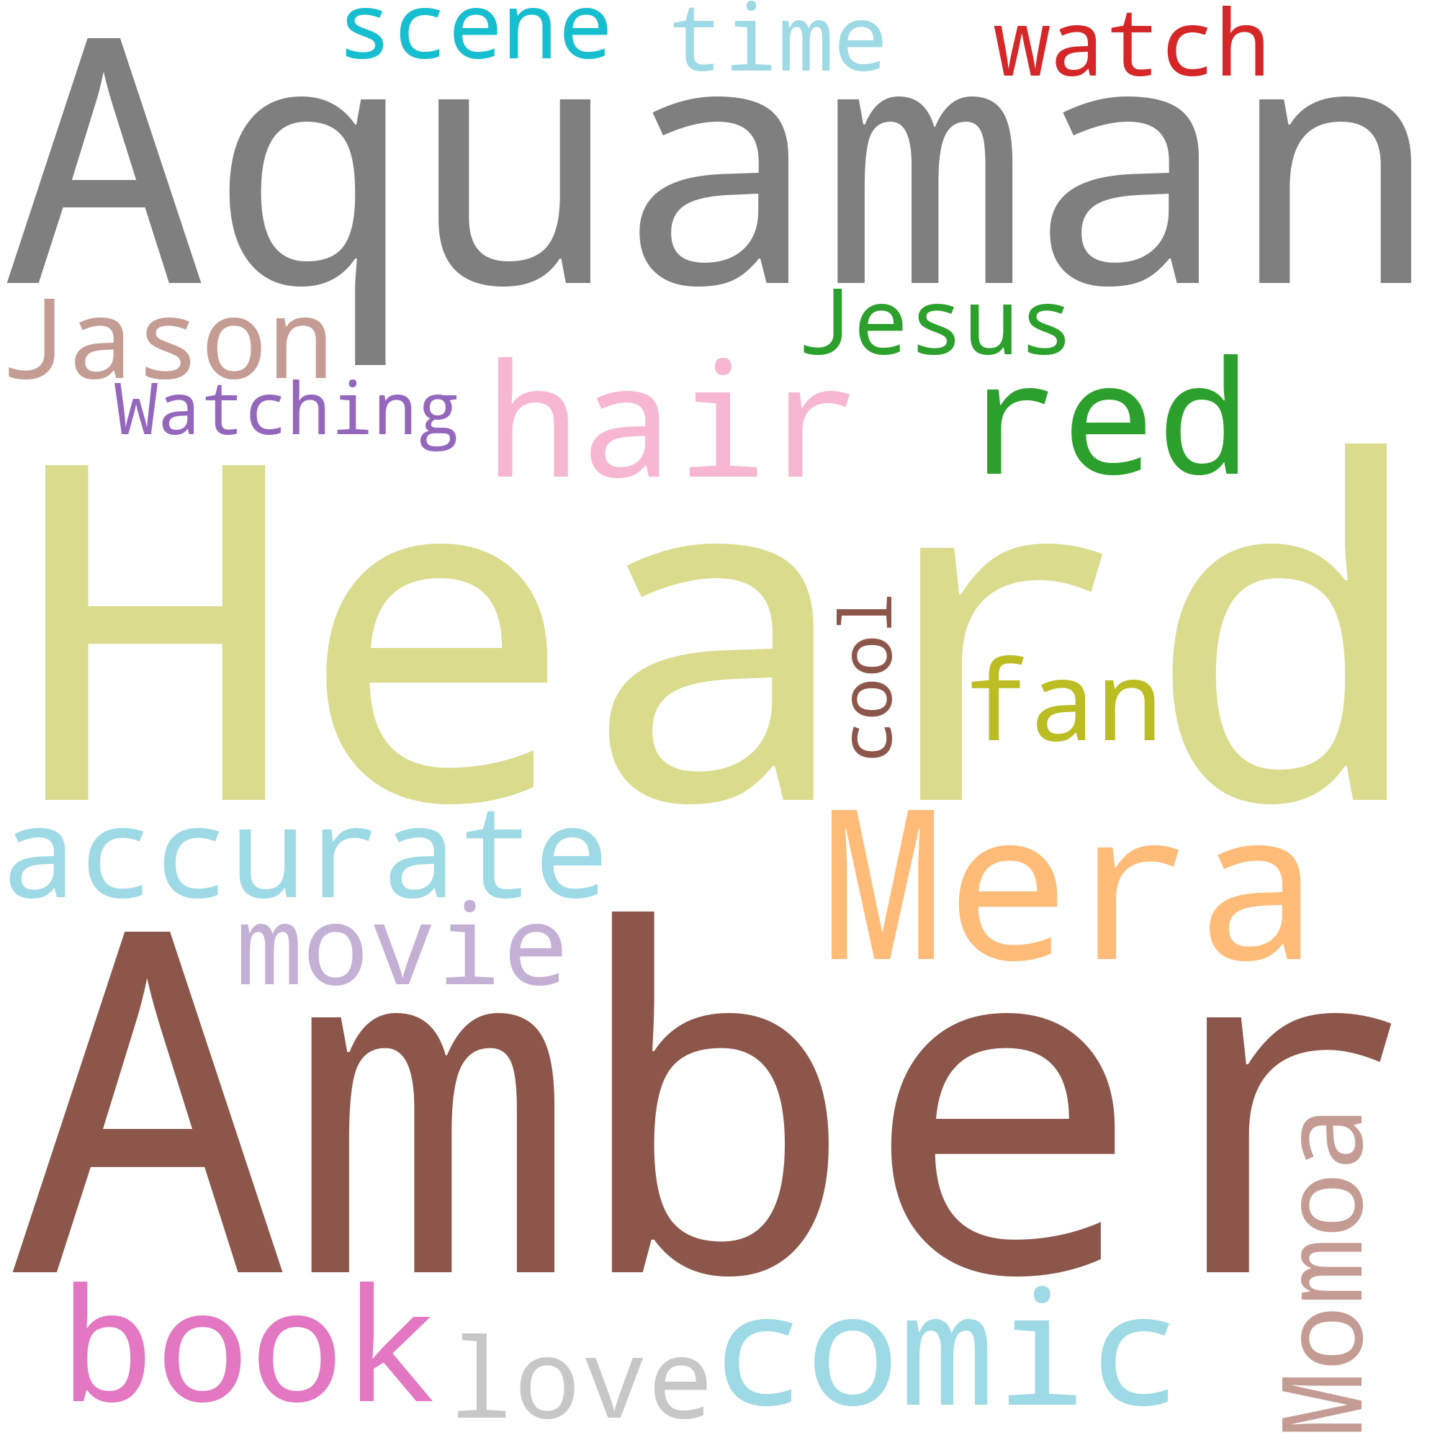 scene time watch
Aquaman
Jason Jesus
Watching hair red
Heard
cool
fan
accurate Mera
movie
Amber
Momoa
book love comic